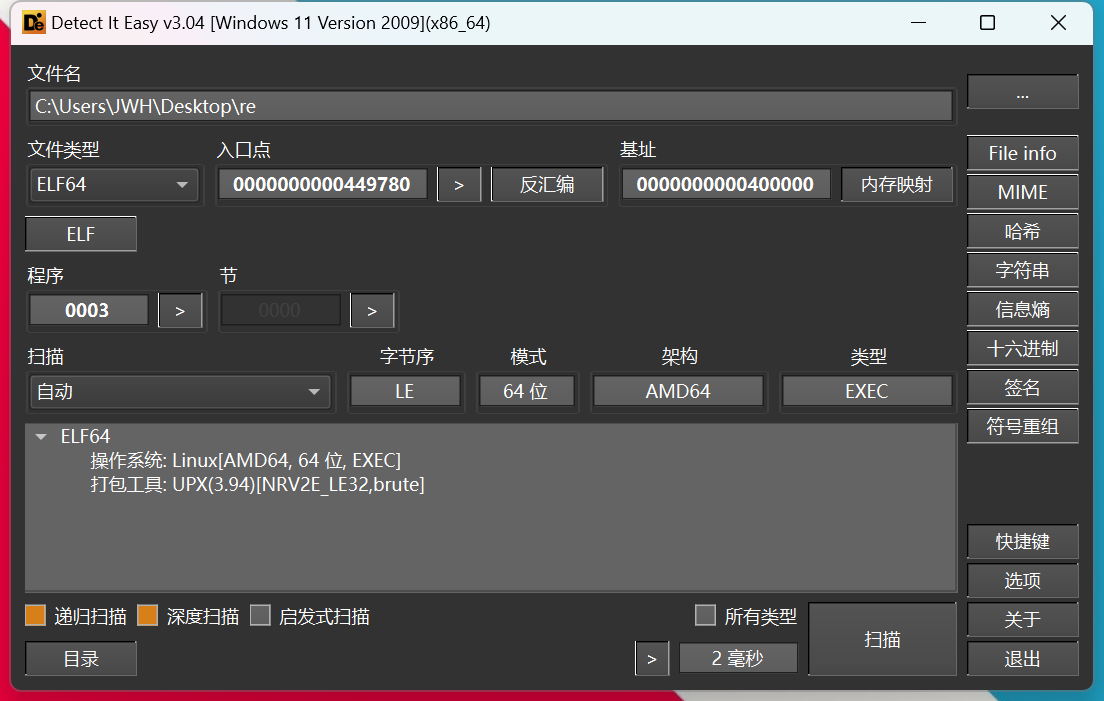 Detect It Easy v3.04 [Windows 11 Version 2009](x86_64)
文件名
C:\Users\JWH\Desktop\re
...
文件类型 入口点 基址
ELF64 0000000000449780 > 反汇编 0000000000400000 内存映射
File info
MIME
哈希
字符串
信息熵
十六进制
签名
符号重组
ELF
程序 节
0003 > 0000 >
扫描 字节序 模式 架构 类型
自动 LE 64 位 AMD64 EXEC
ELF64
操作系统: Linux[AMD64, 64 位, EXEC]
打包工具: UPX(3.94)[NRV2E_LE32,brute]
快捷键
选项
关于
退出
递归扫描 深度扫描 启发式扫描 所有类型
扫描
目录 > 2 毫秒